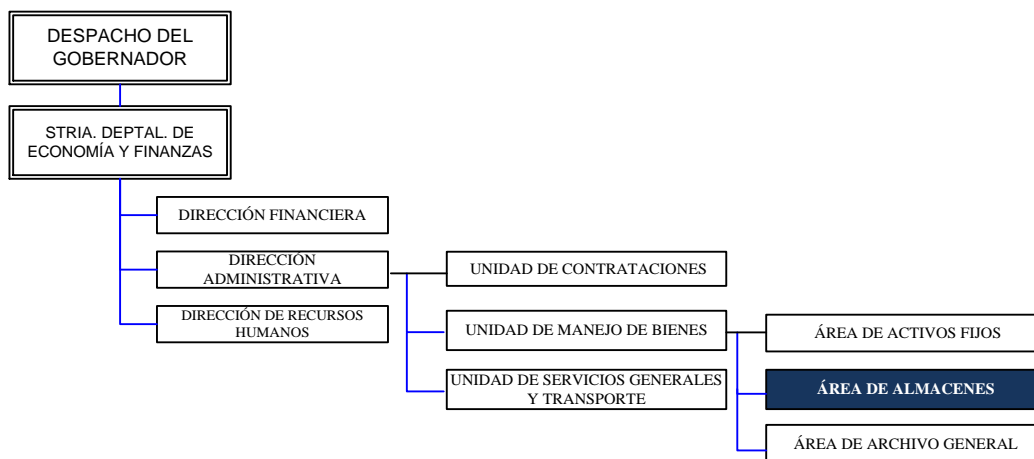 DESPACHO DEL
GOBERNADOR
STRIA. DEPTAL. DE
ECONOMÍA Y FINANZAS
DIRECCIÓN FINANCIERA
DIRECCIÓN
ADMINISTRATIVA
DIRECCIÓN DE RECURSOS
HUMANOS
UNIDAD DE CONTRATACIONES
UNIDAD DE MANEJO DE BIENES
UNIDAD DE SERVICIOS GENERALES
Y TRANSPORTE
ÁREA DE ACTIVOS FIJOS
ÁREA DE ALMACENES
ÁREA DE ARCHIVO GENERAL